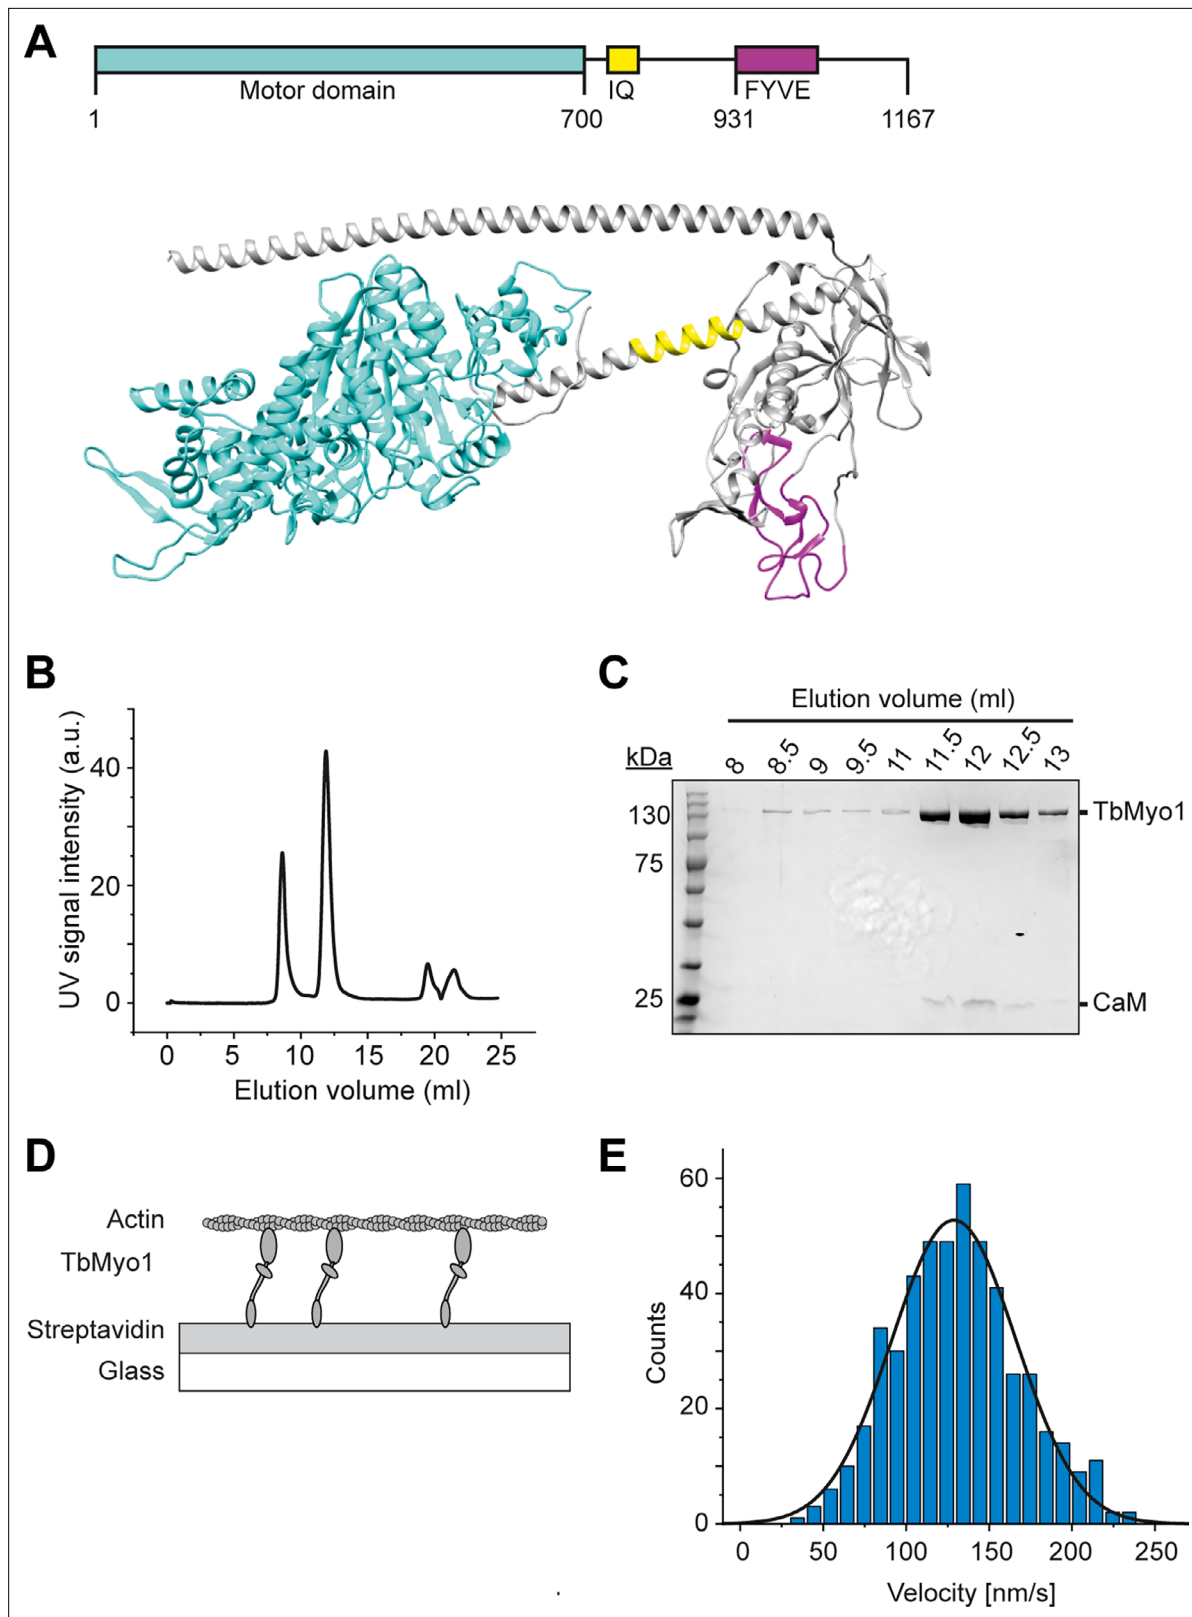 A
Motor domain
IQ
FYVE
1
700
931
1167
B
UV signal intensity (a.u.)
40
20
0
0 5 10 15 20 25
Elution volume (ml)
C
Elution volume (ml)
kDa
8 8.5 9 9.5 11 11.5 12 12.5 13
130
TbMyo1
75
25
CaM
D
Actin
TbMyo1
Streptavidin
Glass
E
Counts
60
40
20
0
0 50 100 150 200 250
Velocity [nm/s]